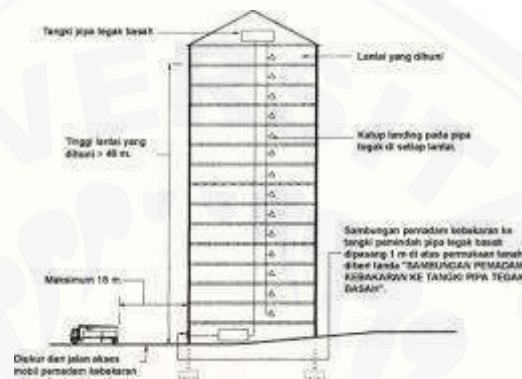 Tangki pipa tegak basah
Lantai yang dihuni
Tinggi lantai yang
dihuni > 40 m.
Katup landing pada pipa
tegak di setiap lantai.
Sambungan pemadam kebakaran ke
tangki pemindah pipa tegak basah
dipasang 1 m di atas permukaan tanah
diberi tanda "SAMBUNGAN PEMADAM
KEBAKARAN KE TANGKI PIPA TEGAK
BASAH".
Maksimum 18 m.
Diukur dari jalan akses
mobil pemadam kebakaran